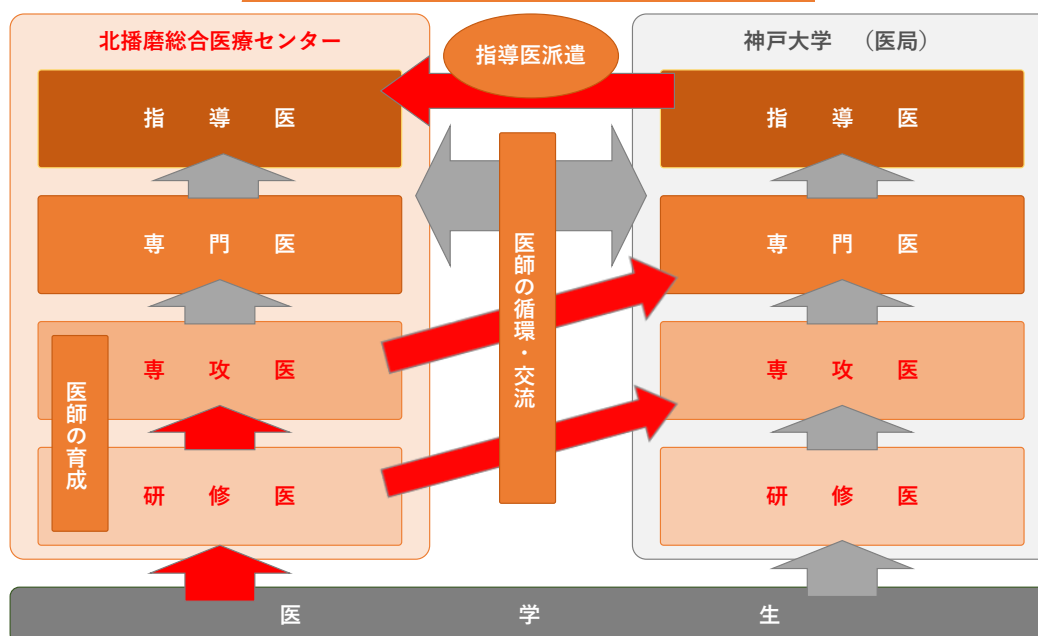 北播磨総合医療センター
指導医
専門医
専攻医
研修医
医師の育成
指導医派遣
医師の循環・交流
神戸大学 （医局）
指導医
専門医
専攻医
研修医
医学生